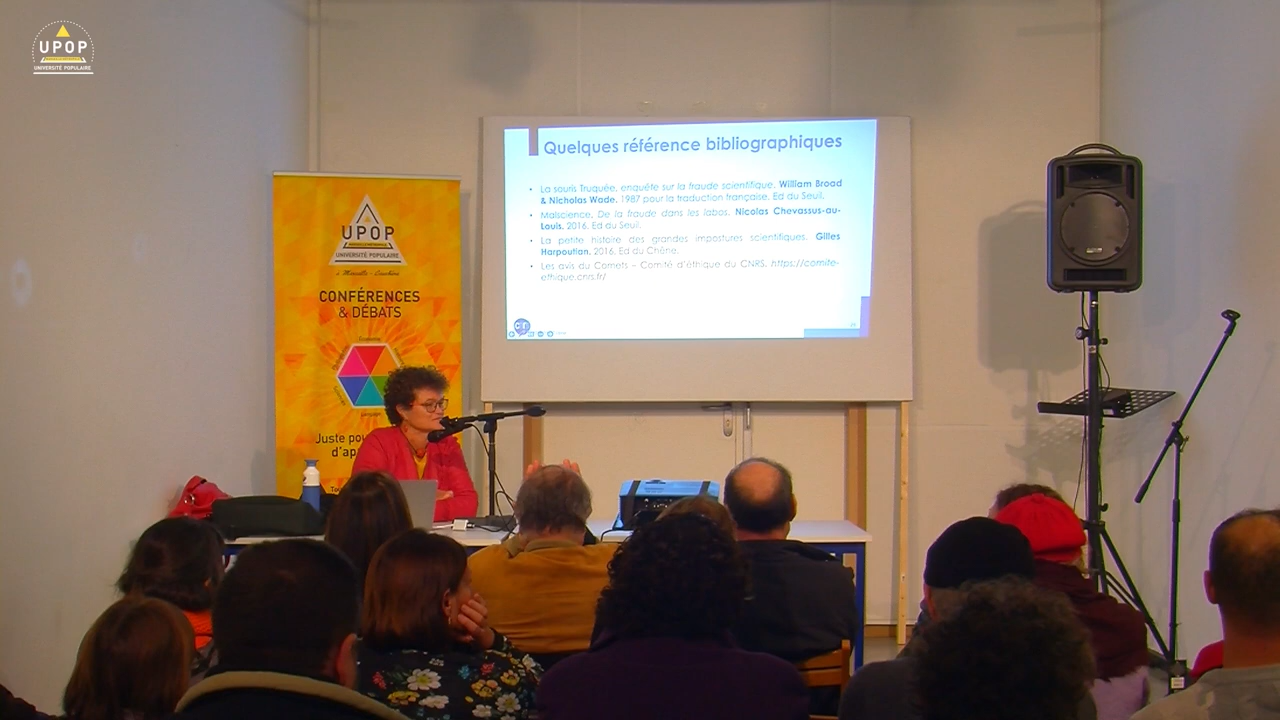 UPOP
UNIVERSITÉ POPULAIRE
UPOP
UNIVERSITÉ POPULAIRE
à Marseille - Provence
CONFÉRENCES
& DÉBATS
Juste pou
d'ap
Quelques référence bibliographiques
• La souris Truquée, enquête sur la fraude scientifique. William Broad
& Nicholas Wade, 1987 pour la traduction française. Ed du Seuil.
• Malscience. De la fraude dans les labos. Nicolas Chevassus-au-
Louis, 2016. Ed du Seuil.
• La petite histoire des grandes impostures scientifiques. Gilles
Harpoutian, 2016, Ed du Chêne.
• Les avis du Comets – Comité d'éthique du CNRS. https://comite-
ethique.cnrs.fr/